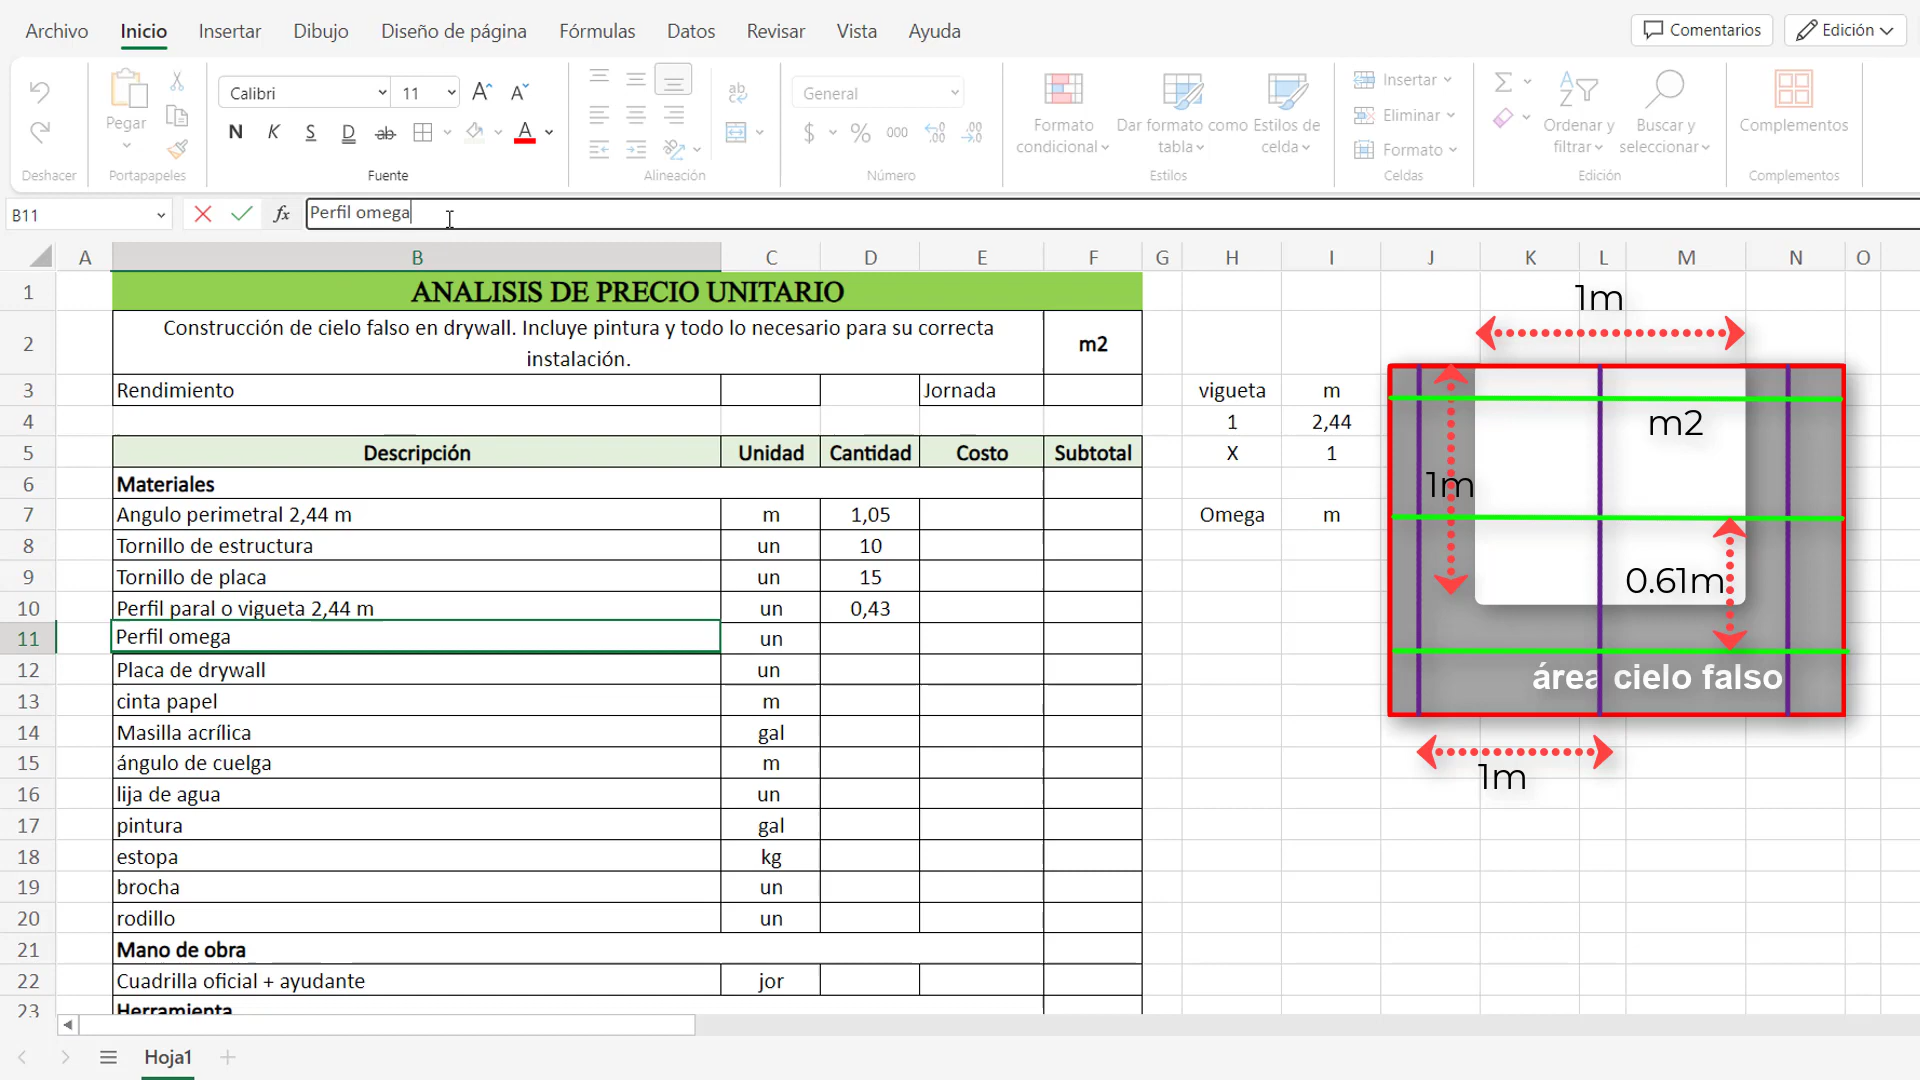 Archivo Inicio Insertar Dibujo Diseño de página Fórmulas Datos Revisar Vista Ayuda Comentarios Edición
Calibri 11 General Insertar
Pegar Formato condicional Dar formato como tabla Estilos de celda Eliminar Ordenar y filtrar Buscar y seleccionar Complementos
N K S D ab A $ % 000 Formato
Deshacer Portapapeles Fuente Alineación Número Estilos Celdas Edición Complementos
B11 fx Perfil omega
A B C D E F G H I J K L M N O
1 ANALISIS DE PRECIO UNITARIO
2 Construcción de cielo falso en drywall. Incluye pintura y todo lo necesario para su correcta
instalación. m2
3 Rendimiento Jornada vigueta m
4 1 2,44
5 Descripción Unidad Cantidad Costo Subtotal X 1
6 Materiales
7 Angulo perimetral 2,44 m m 1,05 Omega m
8 Tornillo de estructura un 10
9 Tornillo de placa un 15
10 Perfil paral o vigueta 2,44 m un 0,43
11 Perfil omega un
12 Placa de drywall un
13 cinta papel m
14 Masilla acrílica gal
15 ángulo de cuelga m
16 lija de agua un
17 pintura gal
18 estopa kg
19 brocha un
20 rodillo un
21 Mano de obra
22 Cuadrilla oficial + ayudante jor
23 Herramienta
1m
m2
1m
0.61m
área cielo falso
1m
Hoja1